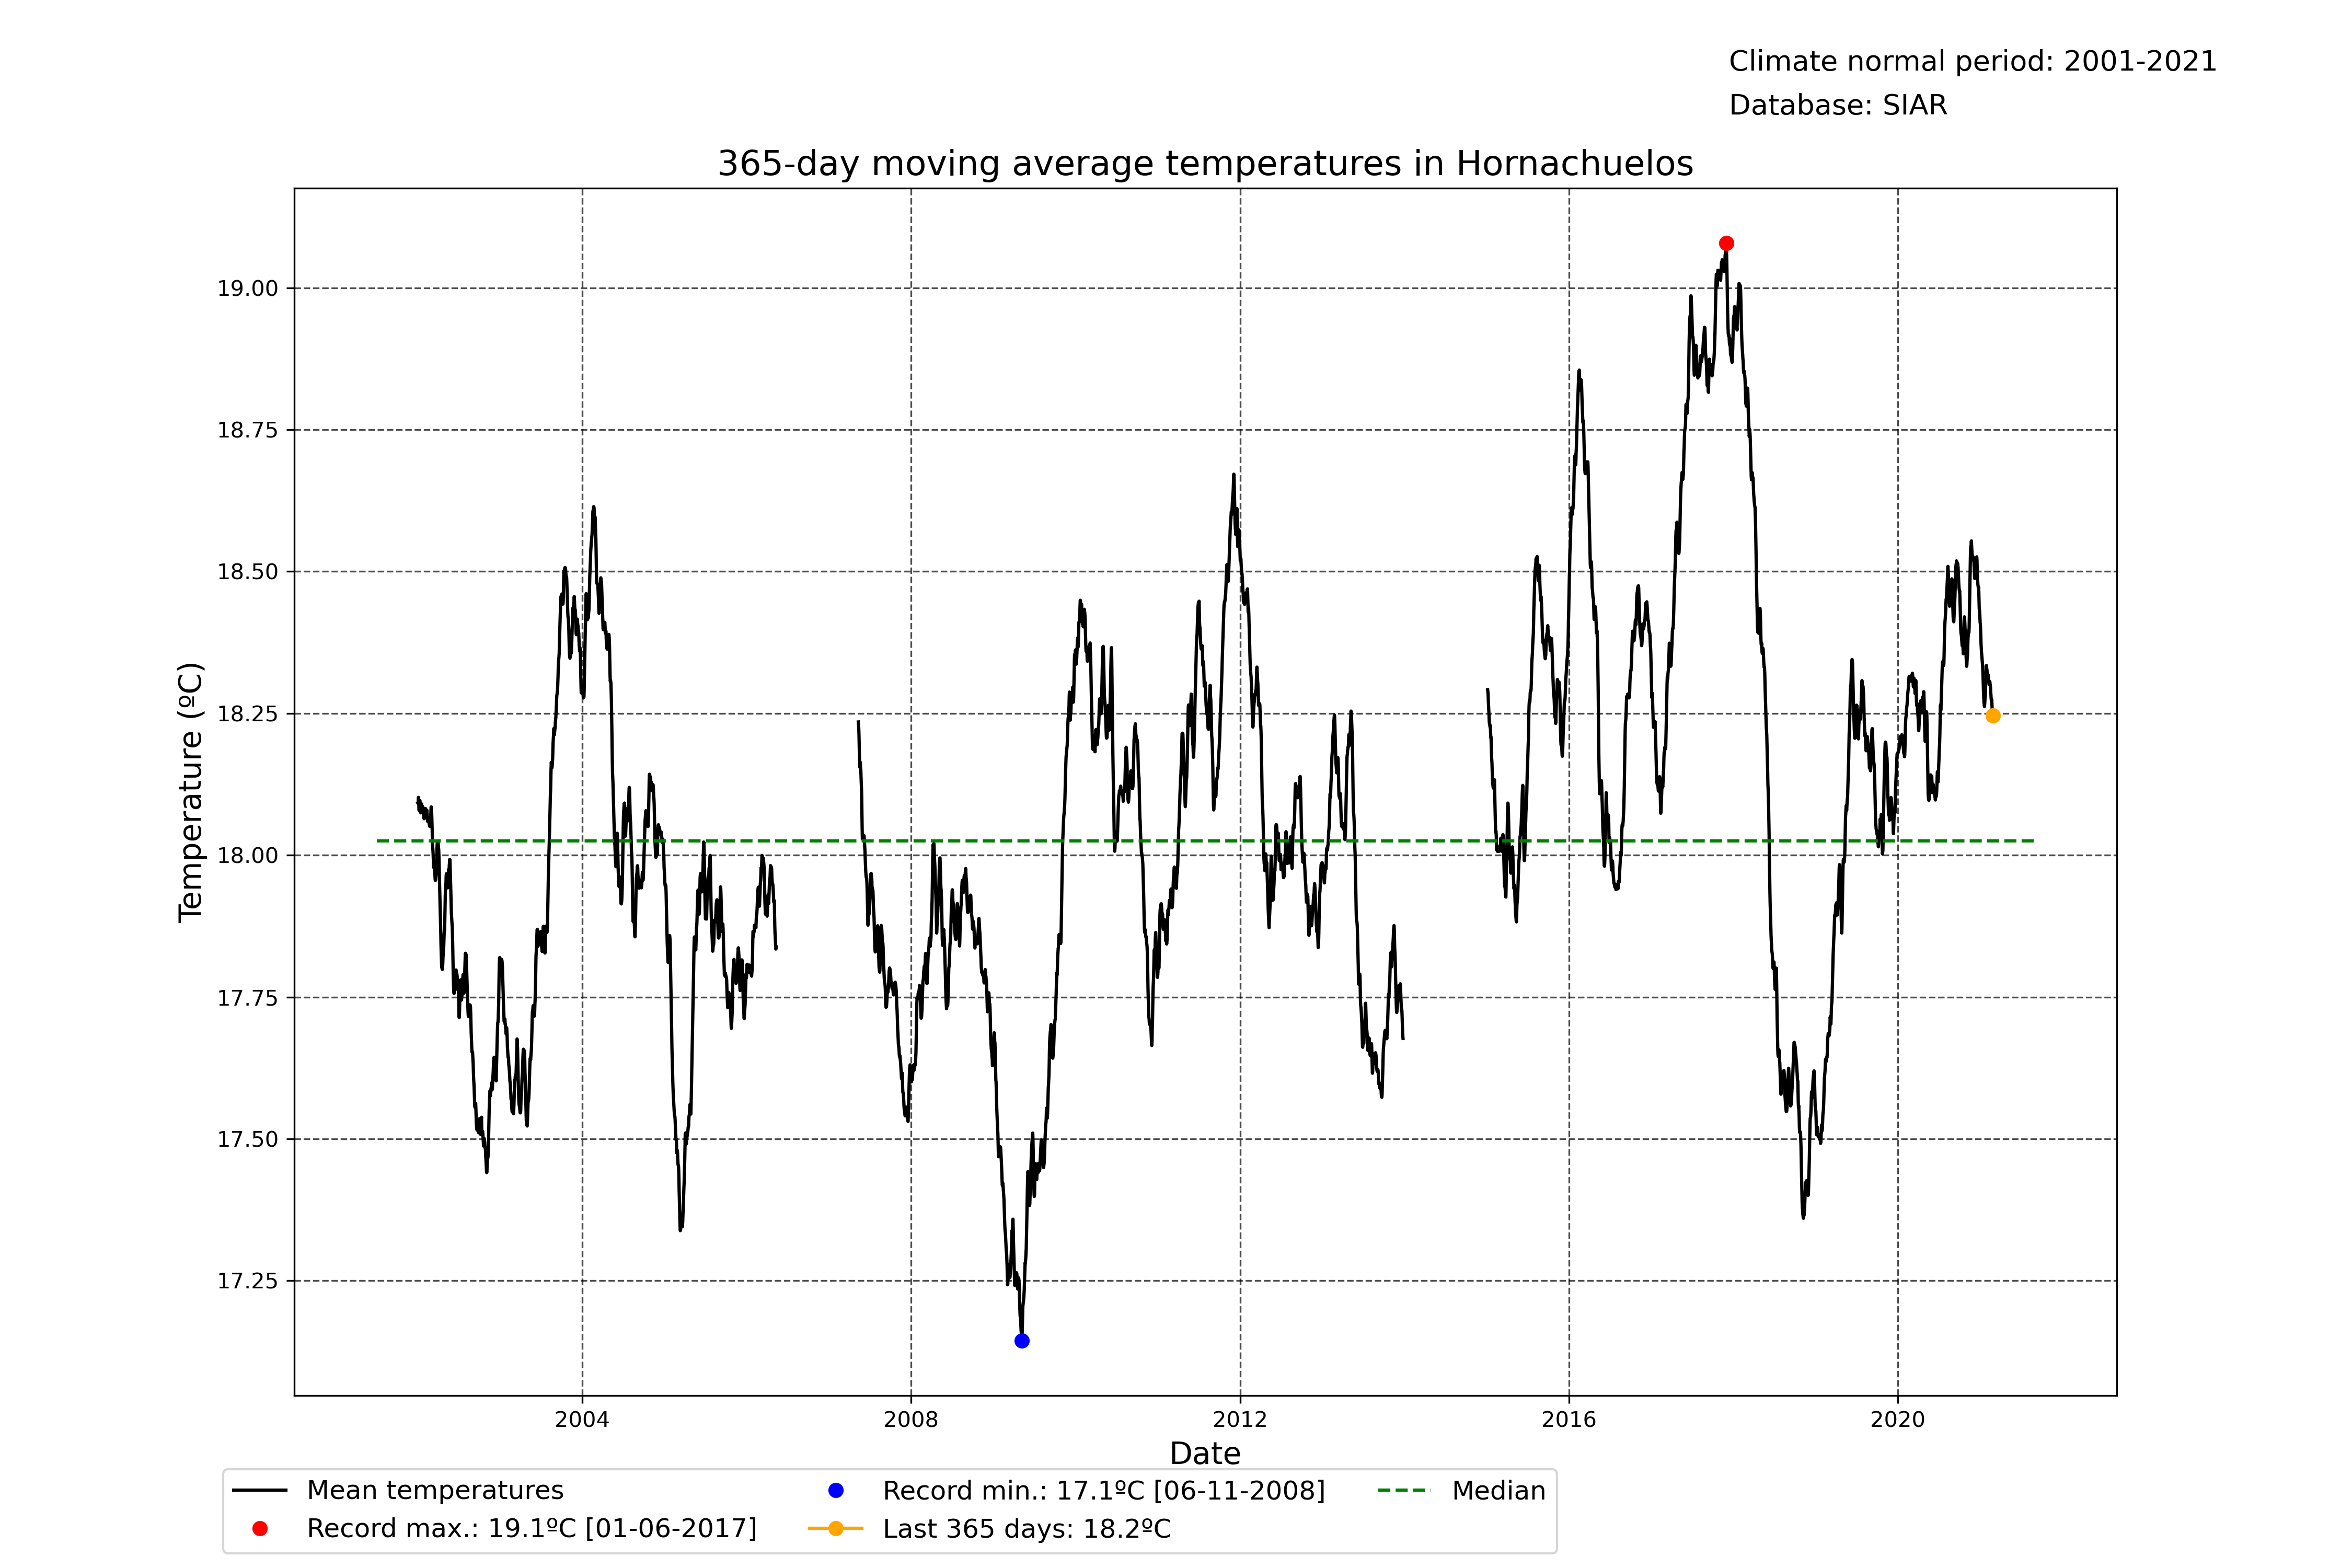 Climate normal period: 2001-2021
Database: SIAR
365-day moving average temperatures in Hornachuelos
Temperature (ºC)
19.00
18.75
18.50
18.25
18.00
17.75
17.50
17.25
2004 2008 2012 2016 2020
Date
Mean temperatures
Record max.: 19.1ºC [01-06-2017]
Record min.: 17.1ºC [06-11-2008]
Last 365 days: 18.2ºC
Median